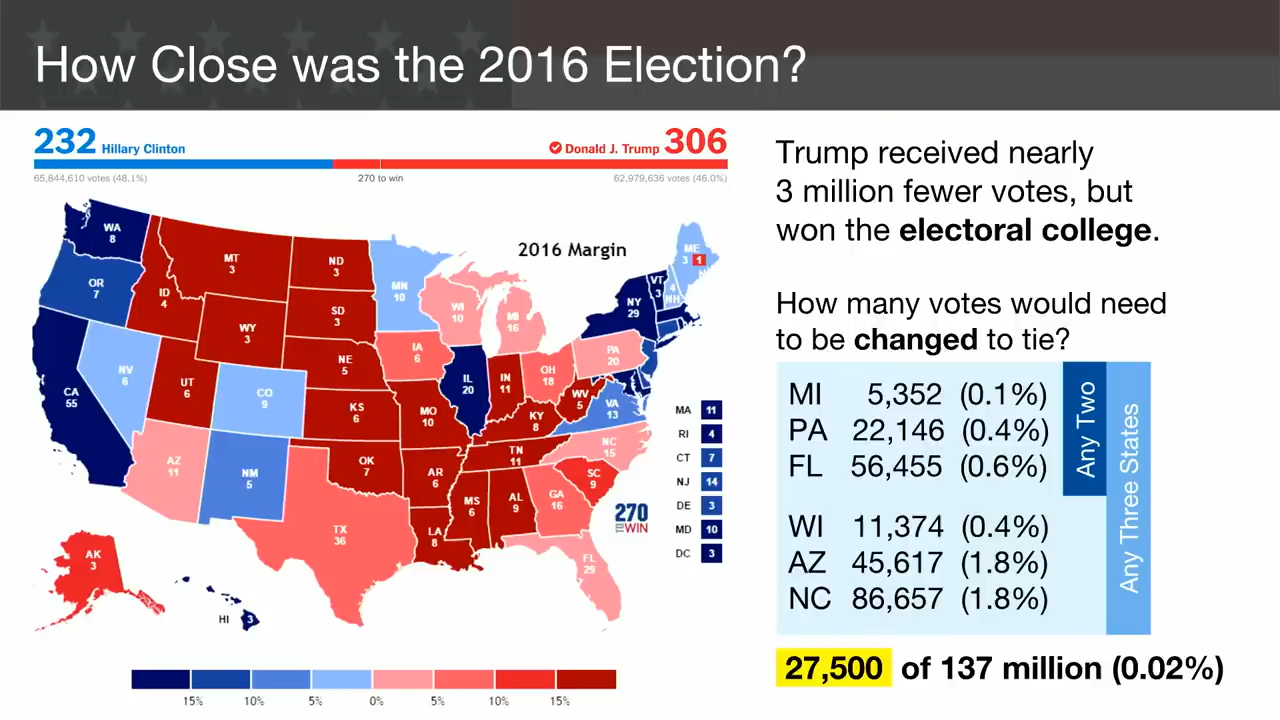 How Close was the 2016 Election?
232 Hillary Clinton
Donald J. Trump 306
65,844,610 votes (48.1%)
270 to win
62,979,636 votes (46.0%)
2016 Margin
WA
8
OR
7
CA
55
NV
6
ID
4
MT
3
WY
3
UT
6
AZ
11
CO
9
NM
5
ND
3
SD
3
NE
5
KS
6
OK
7
TX
36
MN
10
IA
6
MO
10
AR
6
LA
8
WI
10
IL
20
MI
16
IN
11
OH
18
KY
8
TN
11
MS
6
AL
9
GA
16
FL
29
SC
9
NC
15
VA
13
WV
5
PA
20
NY
29
VT
3
4
NH
ME
3 1
AK
3
HI 3
MA 11
RI 4
CT 7
NJ 14
DE 3
MD 10
DC 3
270
TO WIN
15% 10% 5% 0% 5% 10% 15%
Trump received nearly
3 million fewer votes, but
won the electoral college.
How many votes would need
to be changed to tie?
MI 5,352 (0.1%)
PA 22,146 (0.4%)
FL 56,455 (0.6%)
WI 11,374 (0.4%)
AZ 45,617 (1.8%)
NC 86,657 (1.8%)
Any Two
Any Three States
27,500 of 137 million (0.02%)